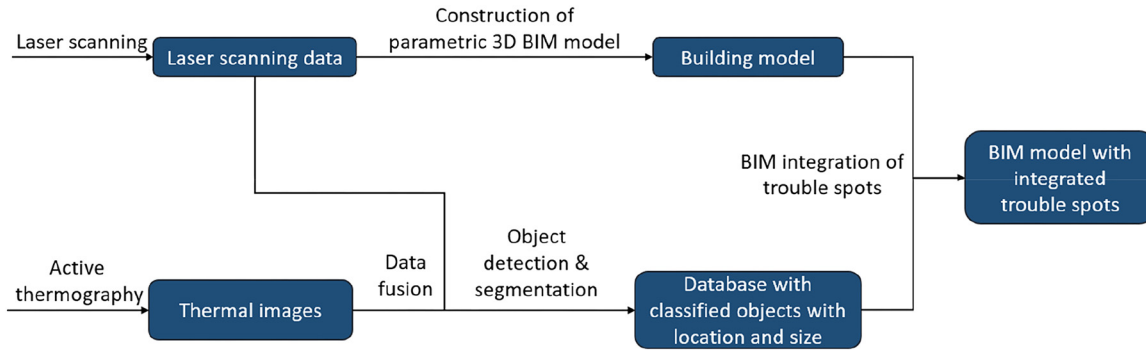 Laser scanning
Laser scanning data
Construction of
parametric 3D BIM model
Building model
BIM integration of
trouble spots
BIM model with
integrated
trouble spots
Active
thermography
Thermal images
Data
fusion
Object
detection &
segmentation
Database with
classified objects with
location and size